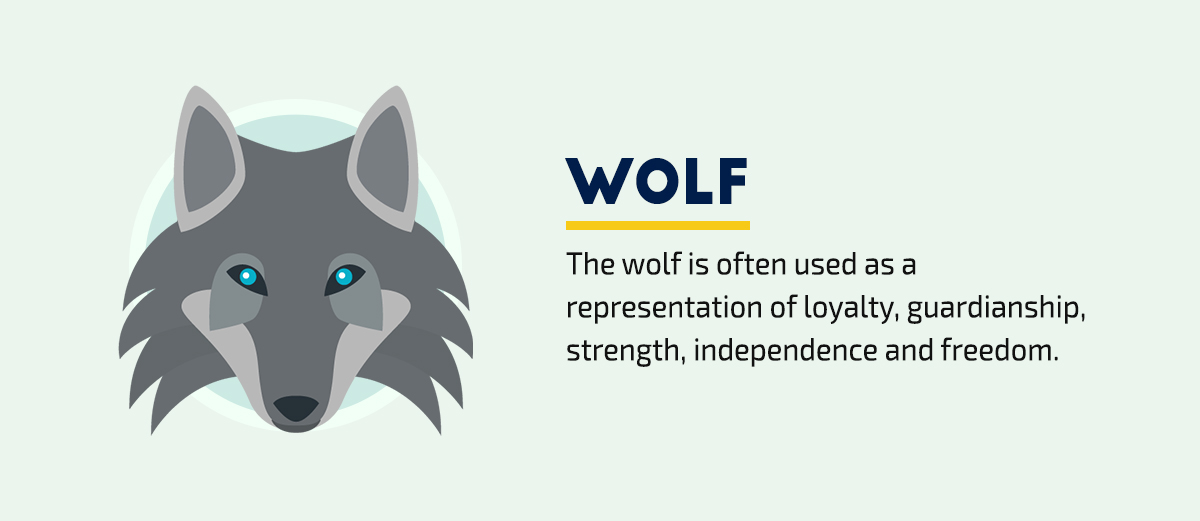 WOLF
The wolf is often used as a
representation of loyalty, guardianship,
strength, independence and freedom.